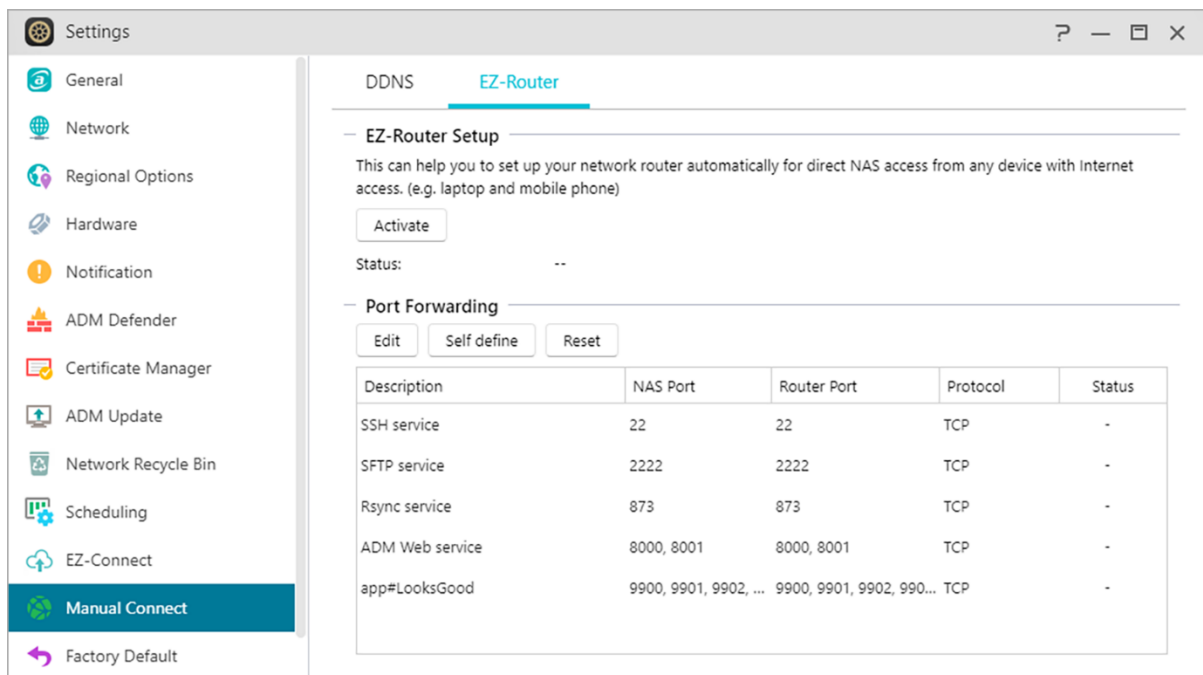 Settings
General
Network
Regional Options
Hardware
Notification
ADM Defender
Certificate Manager
ADM Update
Network Recycle Bin
Scheduling
EZ-Connect
Manual Connect
Factory Default
DDNS EZ-Router
EZ-Router Setup
This can help you to set up your network router automatically for direct NAS access from any device with Internet
access. (e.g. laptop and mobile phone)
Activate
Status: --
Port Forwarding
Edit Self define Reset
Description NAS Port Router Port Protocol Status
SSH service 22 22 TCP -
SFTP service 2222 2222 TCP -
Rsync service 873 873 TCP -
ADM Web service 8000, 8001 8000, 8001 TCP -
app#LooksGood 9900, 9901, 9902, ... 9900, 9901, 9902, 990... TCP -